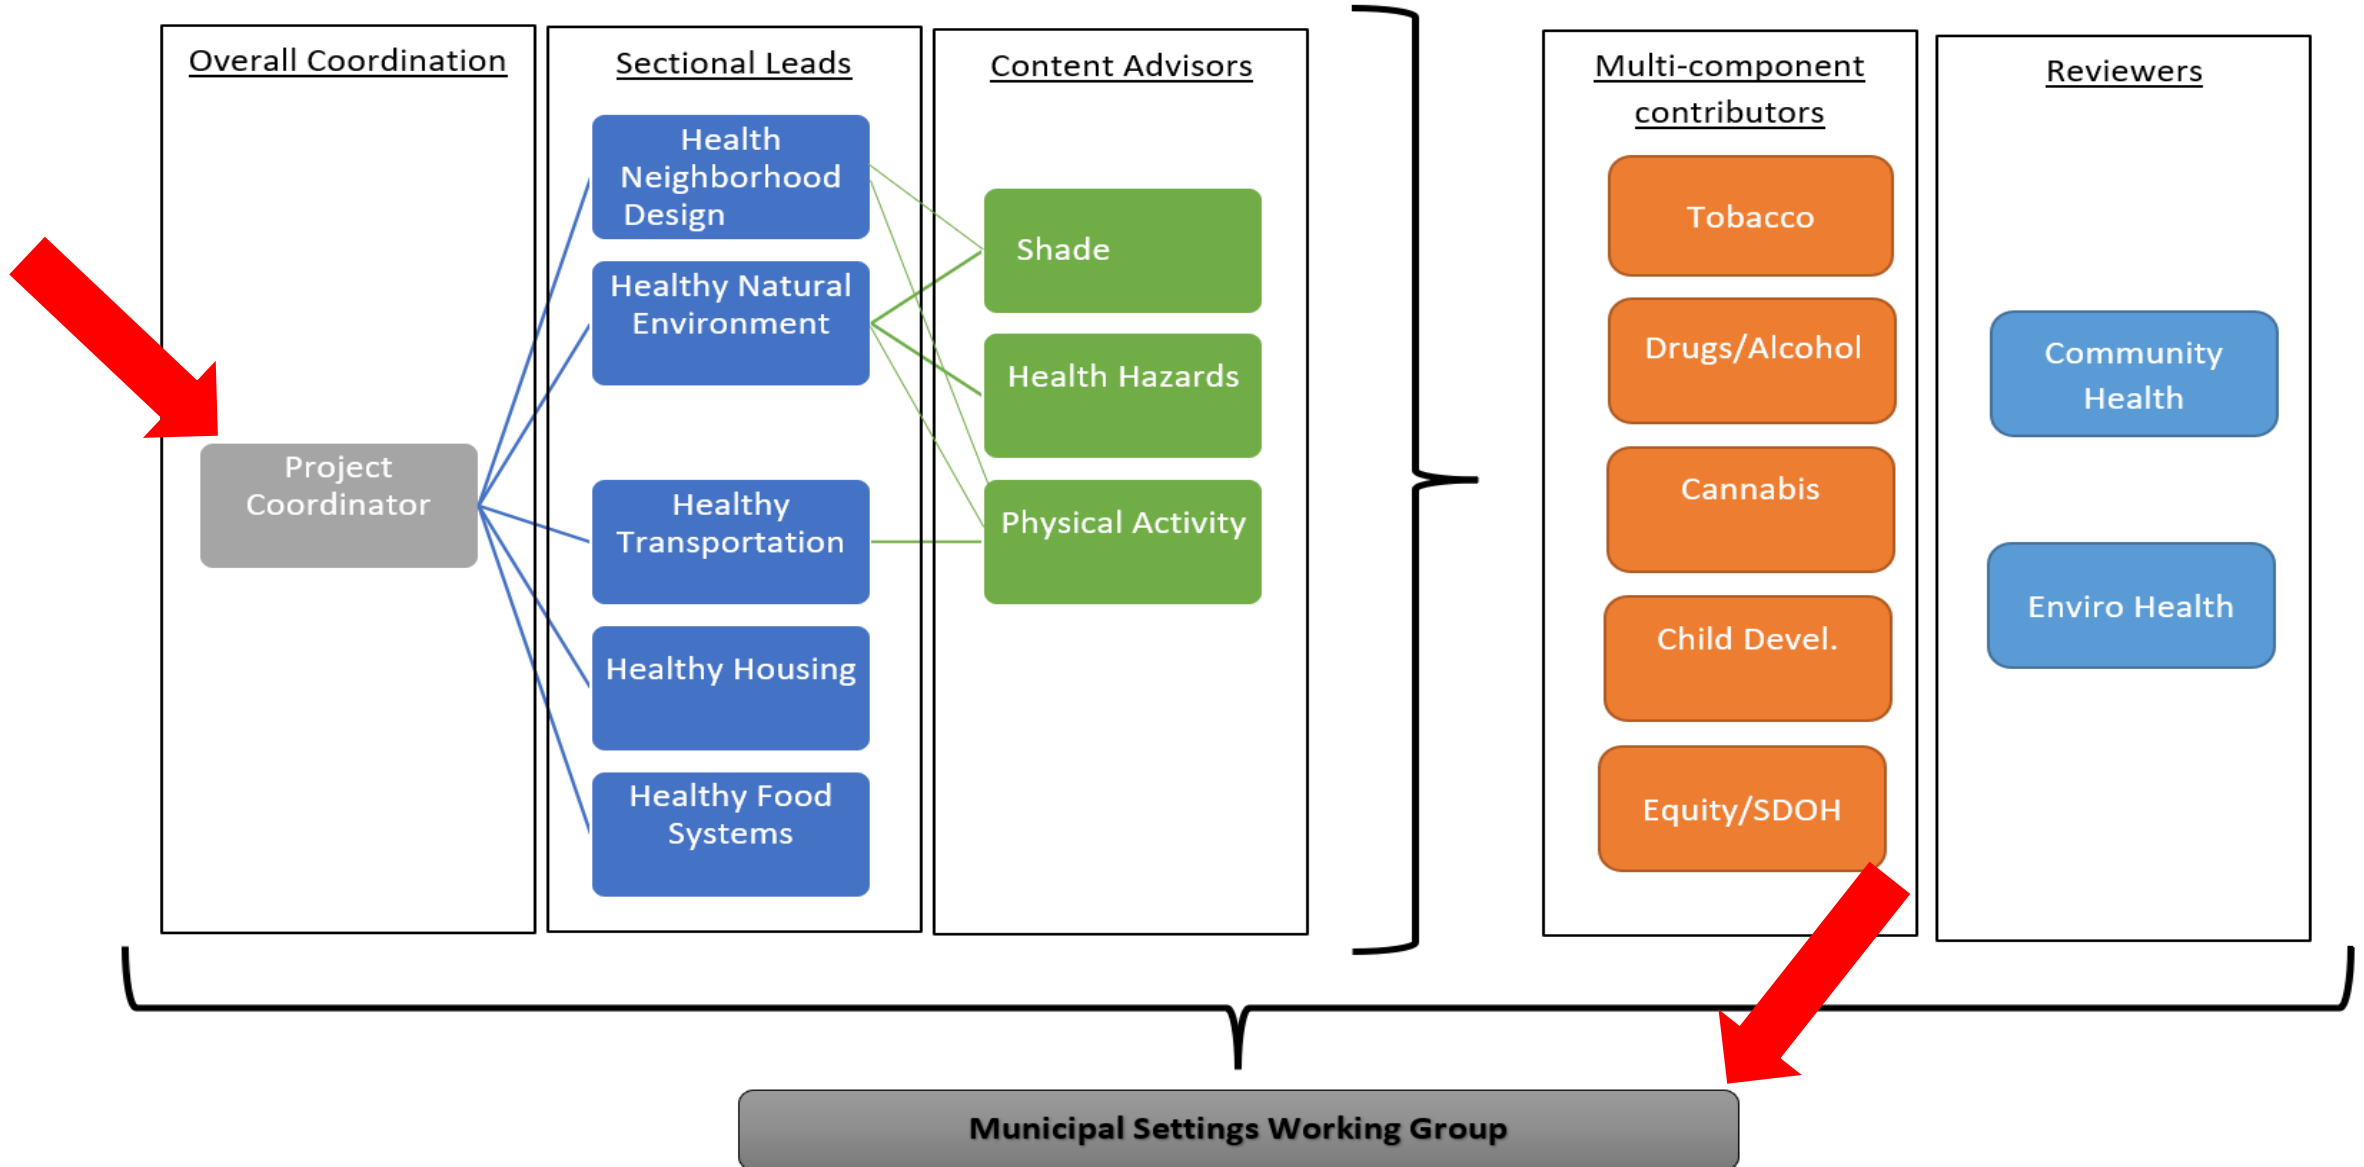 Overall Coordination
Project
Coordinator
Sectional Leads
Health
Neighborhood
Design
Healthy Natural
Environment
Healthy
Transportation
Healthy Housing
Healthy Food
Systems
Content Advisors
Shade
Health Hazards
Physical Activity
Multi-component
contributors
Tobacco
Drugs/Alcohol
Cannabis
Child Devel.
Equity/SDOH
Reviewers
Community
Health
Enviro Health
Municipal Settings Working Group